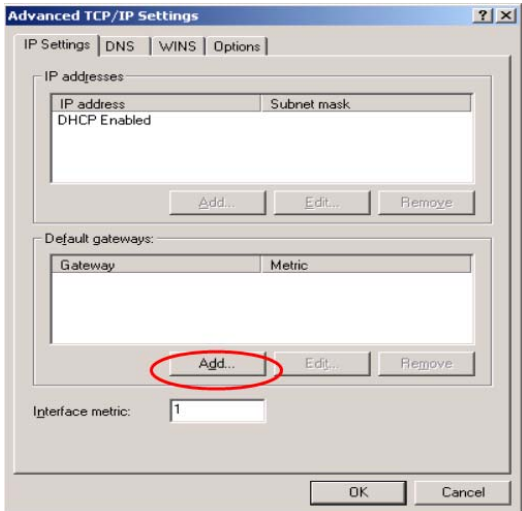 Advanced TCP/IP Settings
IP Settings DNS WINS Options
IP addresses
IP address Subnet mask
DHCP Enabled
Add... Edit... Remove
Default gateways:
Gateway Metric
Add... Edit... Remove
Interface metric: 1
OK Cancel